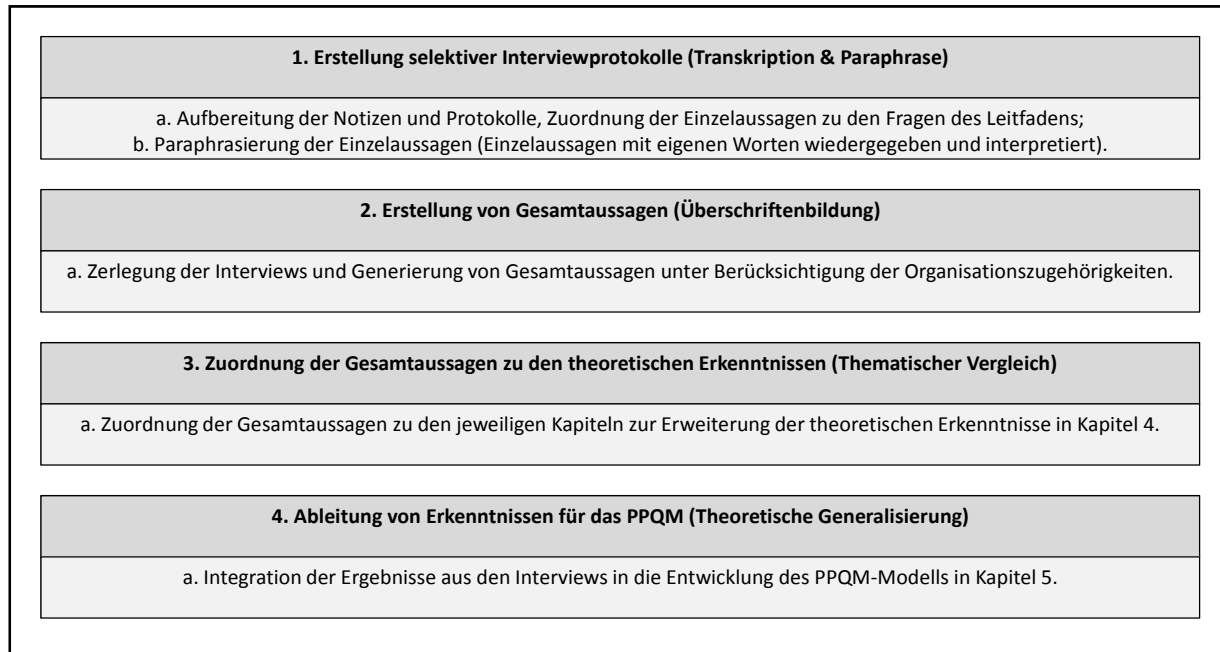 1. Erstellung selektiver Interviewprotokolle (Transkription & Paraphrase)
a. Aufbereitung der Notizen und Protokolle, Zuordnung der Einzelaussagen zu den Fragen des Leitfadens;
b. Paraphrasierung der Einzelaussagen (Einzelaussagen mit eigenen Worten wiedergegeben und interpretiert).
2. Erstellung von Gesamtaussagen (Überschriftenbildung)
a. Zerlegung der Interviews und Generierung von Gesamtaussagen unter Berücksichtigung der Organisationszugehörigkeiten.
3. Zuordnung der Gesamtaussagen zu den theoretischen Erkenntnissen (Thematischer Vergleich)
a. Zuordnung der Gesamtaussagen zu den jeweiligen Kapiteln zur Erweiterung der theoretischen Erkenntnisse in Kapitel 4.
4. Ableitung von Erkenntnissen für das PPQM (Theoretische Generalisierung)
a. Integration der Ergebnisse aus den Interviews in die Entwicklung des PPQM-Modells in Kapitel 5.